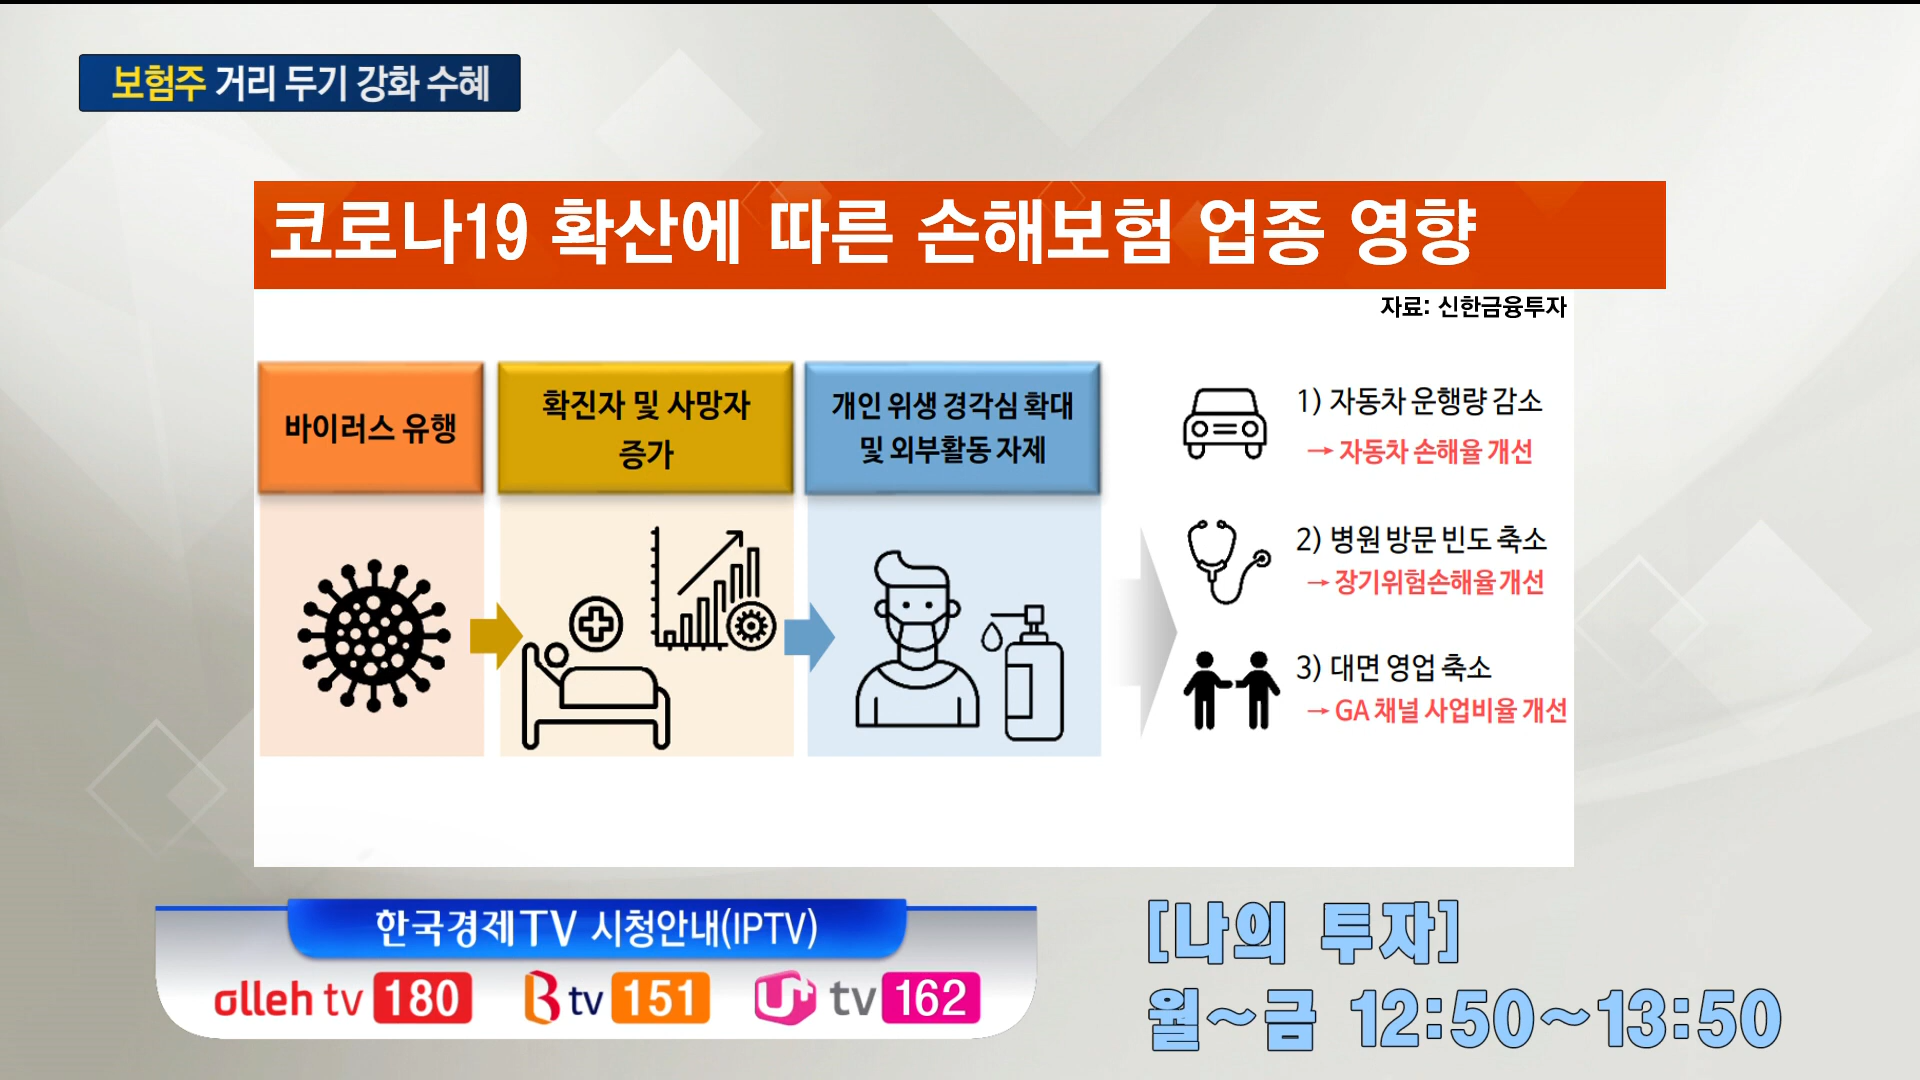 보험주 거리 두기 강화 수혜
코로나19 확산에 따른 손해보험 업종 영향
자료: 신한금융투자
바이러스 유행
확진자 및 사망자
증가
개인 위생 경각심 확대
및 외부활동 자제
1) 자동차 운행량 감소
→ 자동차 손해율 개선
2) 병원 방문 빈도 축소
→ 장기위험손해율 개선
3) 대면 영업 축소
→ GA 채널 사업비율 개선
한국경제TV 시청안내(IPTV)
olleh tv 180 B tv 151 U+ tv 162
[나의 투자]
월~금 12:50~13:50